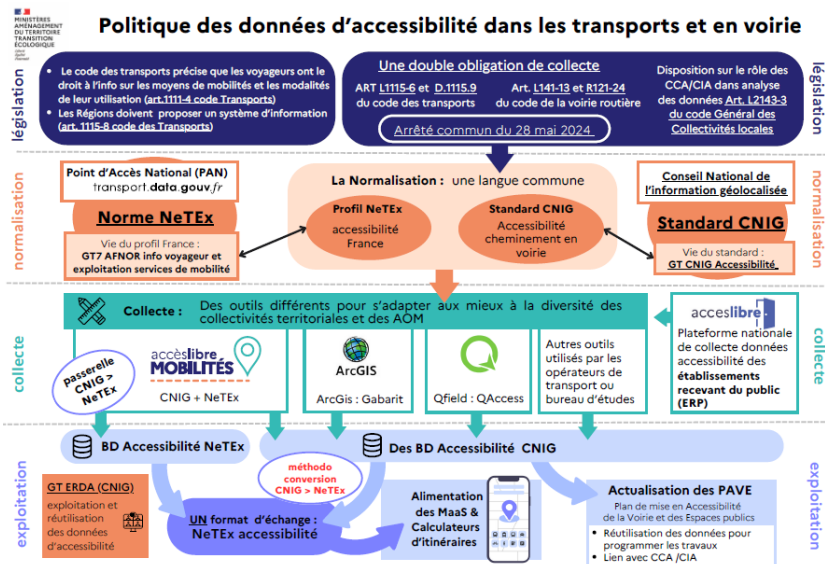 MINISTÈRES
AMÉNAGEMENT
DU TERRITOIRE
TRANSITION
ÉCOLOGIQUE
Politique des données d'accessibilité dans les transports et en voirie
législation
• Le code des transports précise que les voyageurs ont le
droit à l'info sur les moyens de mobilités et les modalités
de leur utilisation (art.1111-4 code Transports)
• Les Régions doivent proposer un système d'information
(art. 1115-8 code des Transports)
Une double obligation de collecte
ART L1115-6 et D.1115.9
du code des transports
Art. L141-13 et R121-24
du code de la voirie routière
Arrêté commun du 28 mai 2024
Disposition sur le rôle des
CCA/CIA dans analyse
des données Art. L2143-3
du code Général des
Collectivités locales
législation
normalisation
Point d'Accès National (PAN)
transport.data.gouv.fr
Norme NeTEx
Vie du profil France :
GT7 AFNOR info voyageur et
exploitation services de mobilité
La Normalisation : une langue commune
Profil NeTEx
accessibilité
France
Standard CNIG
Accessibilité
cheminement en
voirie
Conseil National de
l'information géolocalisée
Standard CNIG
Vie du standard :
GT CNIG Accessibilité
normalisation
collecte
Collecte : Des outils différents pour s'adapter aux mieux à la diversité des
collectivités territoriales et des AOM
passerelle
CNIG >
NeTEx
accèslibre
MOBILITÉS
CNIG + NeTEx
ArcGIS
ArcGis : Gabarit
Qfield : QAccess
Autres outils
utilisés par les
opérateurs de
transport ou
bureau d'études
acceslibre
Plateforme nationale
de collecte données
accessibilité des
établissements
recevant du public
(ERP)
collecte
exploitation
BD Accessibilité NeTEx
Des BD Accessibilité CNIG
GT ERDA (CNIG)
exploitation et
réutilisation
des données
d'accessibilité
méthodo
conversion
CNIG > NeTEx
UN format d'échange :
NeTEx accessibilité
Alimentation
des MaaS &
Calculateurs
d'itinéraires
Actualisation des PAVE
Plan de mise en Accessibilité
de la Voirie et des Espaces publics
• Réutilisation des données pour
programmer les travaux
• Lien avec CCA /CIA
exploitation